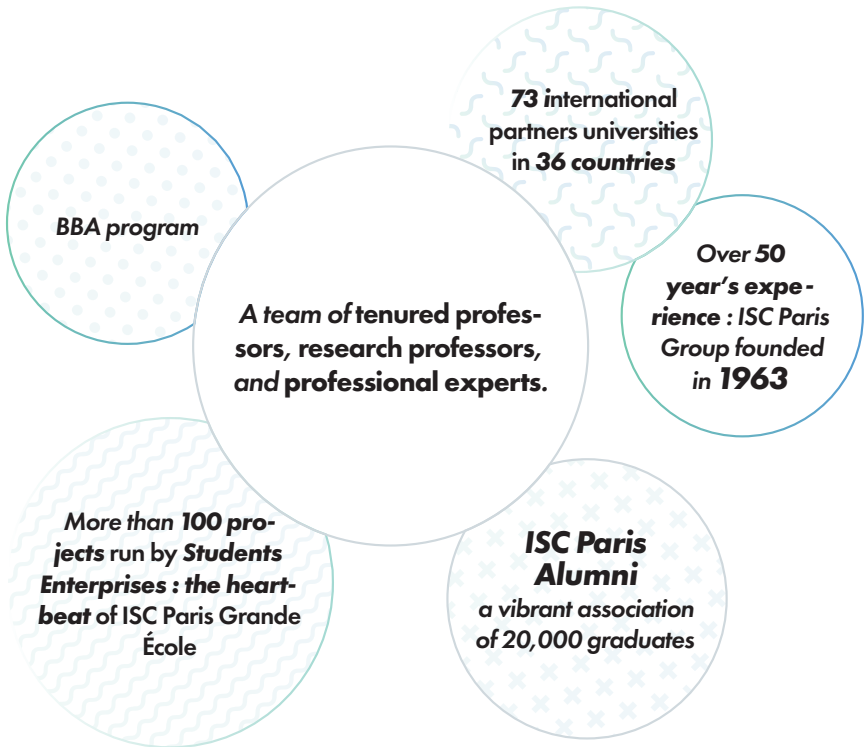 73 international
partners universities
in 36 countries
BBA program
Over 50
year's expe-
rience : ISC Paris
Group founded
in 1963
A team of tenured profes-
sors, research professors,
and professional experts.
More than 100 pro-
jects run by Students
Enterprises : the heart-
beat of ISC Paris Grande
École
ISC Paris
Alumni
a vibrant association
of 20,000 graduates